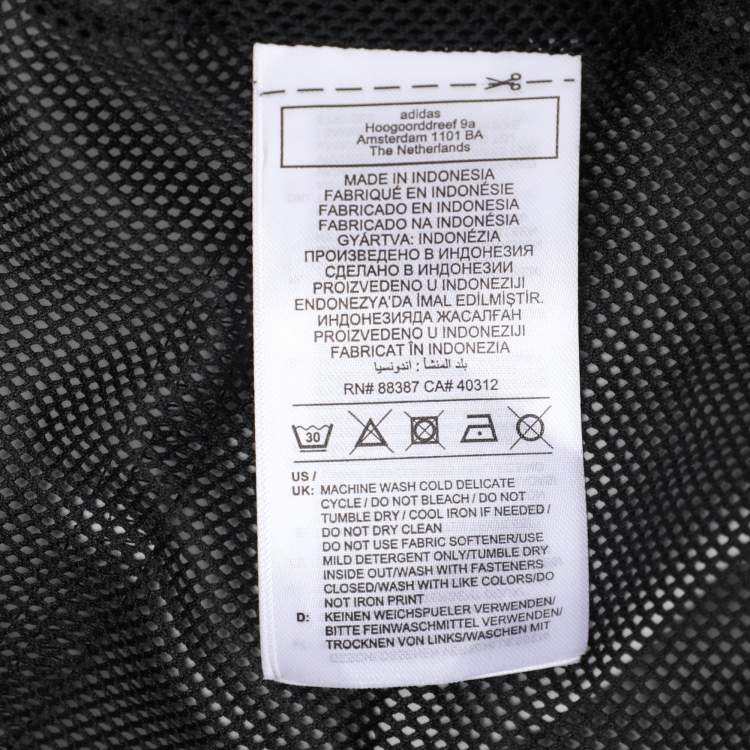 adidas
Hoogoorddreef 9a
Amsterdam 1101 BA
The Netherlands
MADE IN INDONESIA
FABRIQUÉ EN INDONÉSIE
FABRICADO EN INDONESIA
FABRICADO NA INDONÉSIA
GYÁRTVA: INDONÉZIA
ПРОИЗВЕДЕНО В ИНДОНЕЗИЯ
СДЕЛАНО В ИНДОНЕЗИИ
PROIZVEDENO U INDONEZIJI
ENDONEZYA'DA İMAL EDİLMİŞTİR.
ИНДОНЕЗИЯДА ЖАСАЛҒАН
PROIZVEDENO U INDONEZIJI
FABRICAT ÎN INDONEZIA
بلد المنشأ : اندونسيا
RN# 88387 CA# 40312
30
US /
UK: MACHINE WASH COLD DELICATE
CYCLE / DO NOT BLEACH / DO NOT
TUMBLE DRY / COOL IRON IF NEEDED /
DO NOT DRY CLEAN
DO NOT USE FABRIC SOFTENER/USE
MILD DETERGENT ONLY/TUMBLE DRY
INSIDE OUT/WASH WITH FASTENERS
CLOSED/WASH WITH LIKE COLORS/DO
NOT IRON PRINT
D: KEINEN WEICHSPUELER VERWENDEN/
BITTE FEINWASCHMITTEL VERWENDEN/
TROCKNEN VON LINKS/WASCHEN MIT